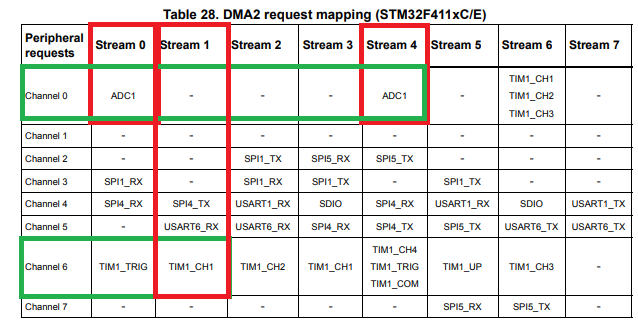 Table 28. DMA2 request mapping (STM32F411xC/E)
Peripheral requests Stream 0 Stream 1 Stream 2 Stream 3 Stream 4 Stream 5 Stream 6 Stream 7
Channel 0 ADC1 - - - ADC1 - TIM1_CH1 TIM1_CH2 TIM1_CH3 -
Channel 1 - - - - - - - -
Channel 2 - - SPI1_TX SPI5_RX SPI5_TX - - -
Channel 3 SPI1_RX - SPI1_RX SPI1_TX - SPI1_TX - -
Channel 4 SPI4_RX SPI4_TX USART1_RX SDIO SPI4_RX USART1_RX SDIO USART1_TX
Channel 5 - USART6_RX USART6_RX SPI4_RX SPI4_TX SPI5_TX USART6_TX USART6_TX
Channel 6 TIM1_TRIG TIM1_CH1 TIM1_CH2 TIM1_CH1 TIM1_CH4 TIM1_TRIG TIM1_COM TIM1_UP TIM1_CH3 -
Channel 7 - - - - - SPI5_RX SPI5_TX -